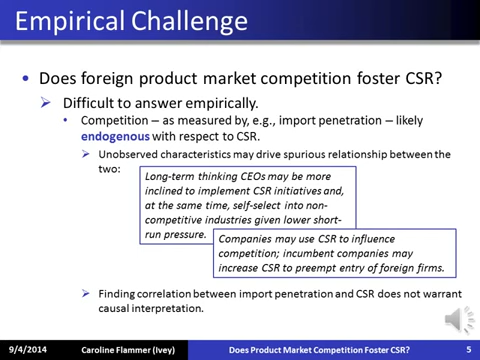 Empirical Challenge
• Does foreign product market competition foster CSR?
➢ Difficult to answer empirically.
• Competition – as measured by, e.g., import penetration – likely
endogenous with respect to CSR.
➢ Unobserved characteristics may drive spurious relationship between the
two:
Long-term thinking CEOs may be more
inclined to implement CSR initiatives and,
at the same time, self-select into non-
competitive industries given lower short-
run pressure.
Companies may use CSR to influence
competition; incumbent companies may
increase CSR to preempt entry of foreign firms.
➢ Finding correlation between import penetration and CSR does not warrant
causal interpretation.
9/4/2014 Caroline Flammer (Ivey) Does Product Market Competition Foster CSR? 5